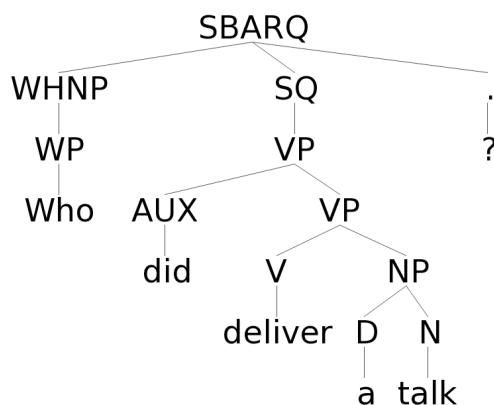 SBARQ
WHNP SQ .
WP VP ?
Who AUX VP
did V NP
deliver D N
a talk